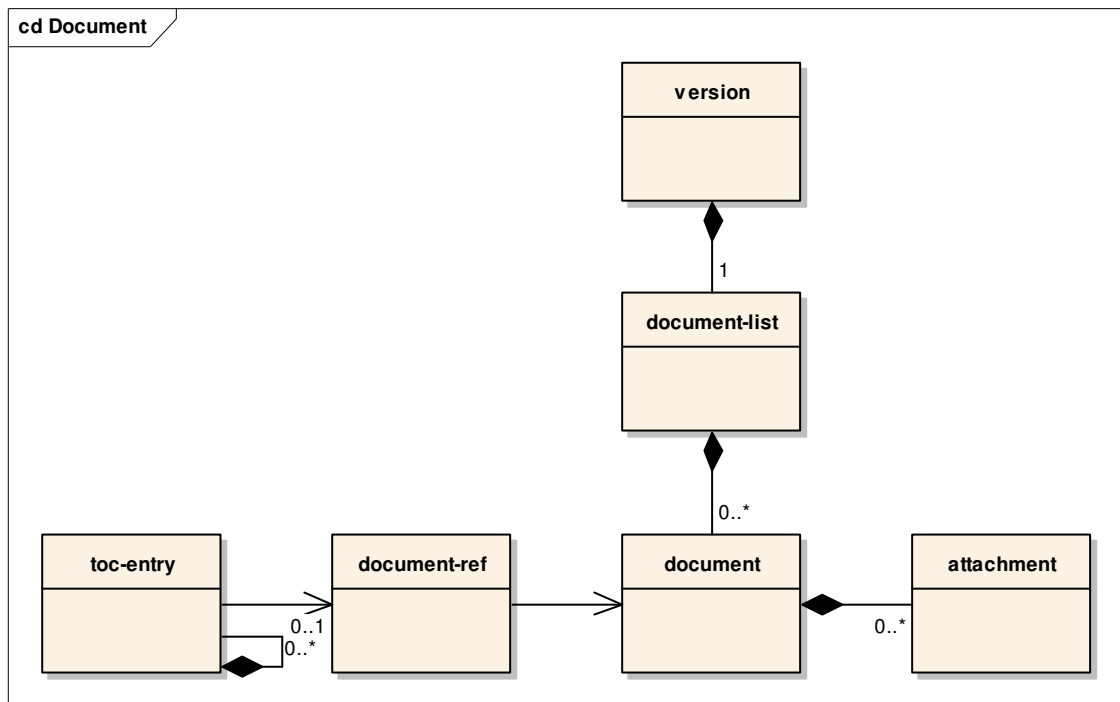 cd Document
version
1
document-list
0..*
toc-entry
document-ref
document
attachment
0..1
0..*
0..*